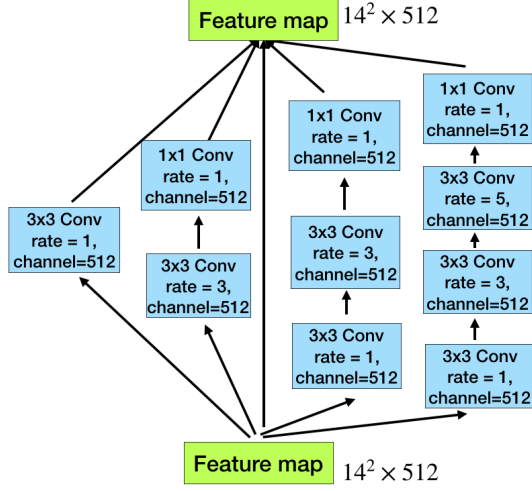 Feature map
14² × 512
1x1 Conv
rate = 1,
channel=512
1x1 Conv
rate = 1,
channel=512
1x1 Conv
rate = 1,
channel=512
3x3 Conv
rate = 5,
channel=512
3x3 Conv
rate = 1,
channel=512
3x3 Conv
rate = 3,
channel=512
3x3 Conv
rate = 3,
channel=512
3x3 Conv
rate = 3,
channel=512
3x3 Conv
rate = 1,
channel=512
3x3 Conv
rate = 1,
channel=512
Feature map
14² × 512